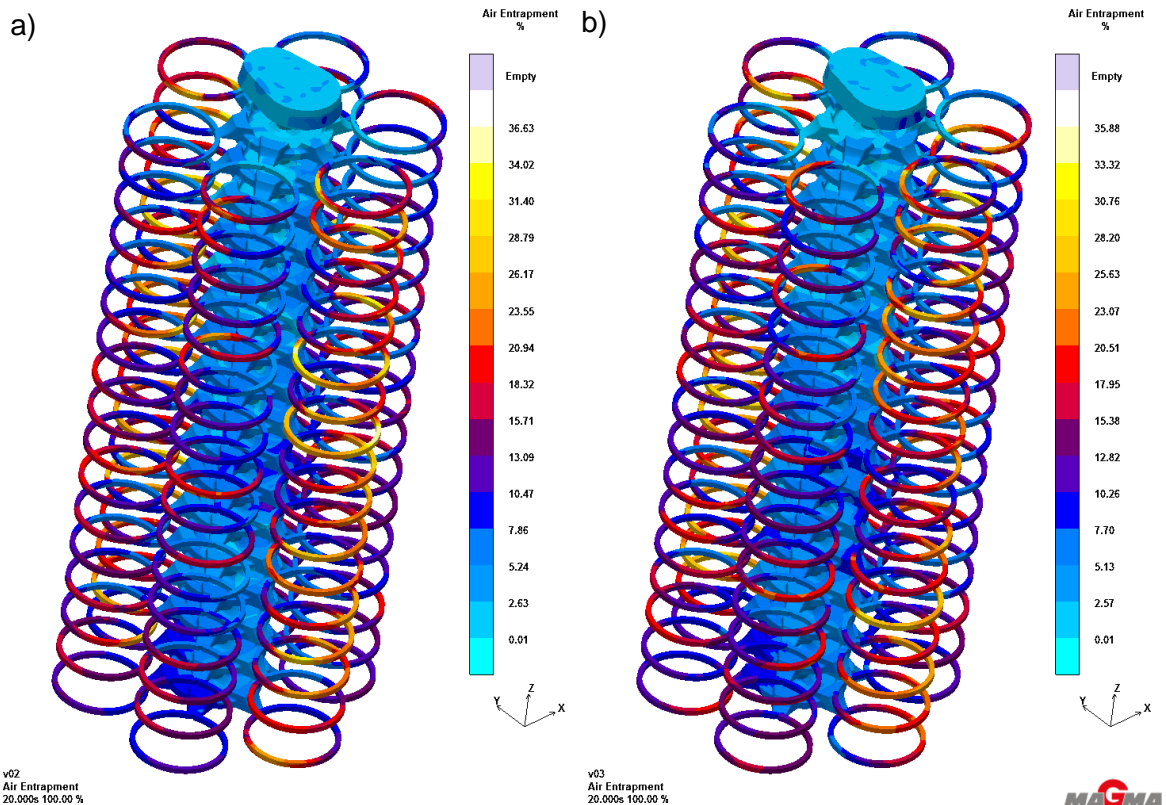 a)
Air Entrapment
%
Empty
36.63
34.02
31.40
28.79
26.17
23.55
20.94
18.32
15.71
13.09
10.47
7.86
5.24
2.63
0.01
Z
Y
X
v02
Air Entrapment
20.000s 100.00 %
b)
Air Entrapment
%
Empty
35.88
33.32
30.76
28.20
25.63
23.07
20.51
17.95
15.38
12.82
10.26
7.70
5.13
2.57
0.01
Z
Y
X
v03
Air Entrapment
20.000s 100.00 %
MAGMA